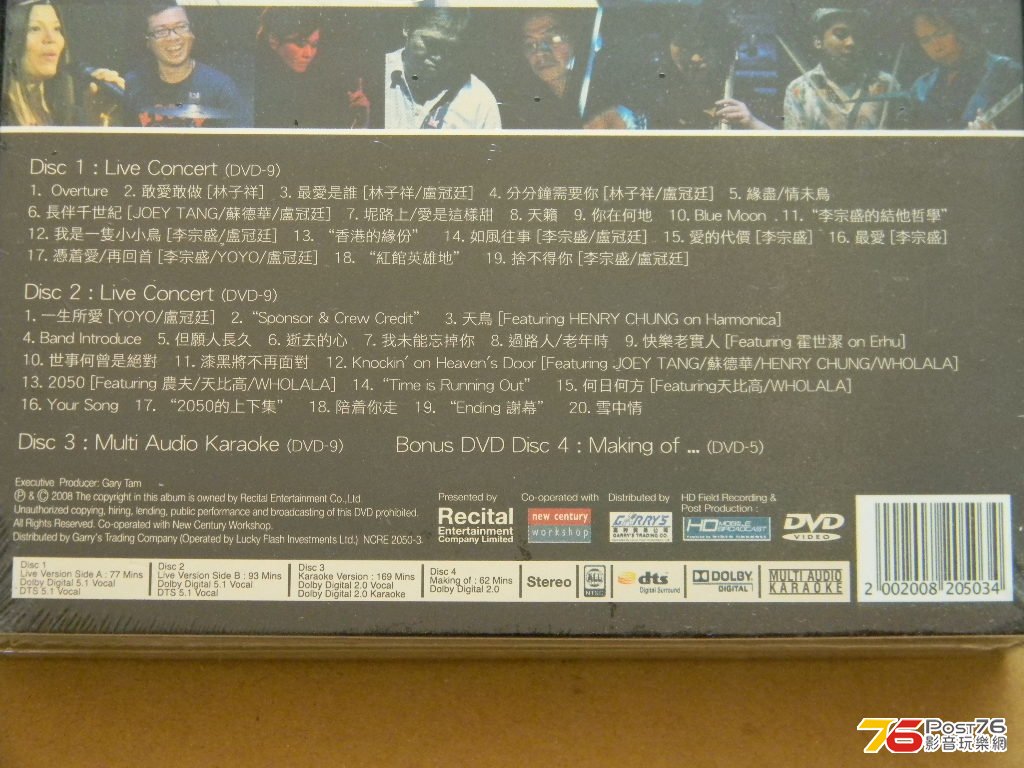 Disc 1 : Live Concert (DVD-9)
1. Overture 2. 敢愛敢做 [林子祥] 3. 最愛是誰 [林子祥/盧冠廷] 4. 分分鐘需要你 [林子祥/盧冠廷] 5. 緣盡/情未鳥
6. 長伴千世紀 [JOEY TANG/蘇德華/盧冠廷] 7. 坭路上/愛是這樣甜 8. 天籟 9. 你在何地 10. Blue Moon .11. “李宗盛的結他哲學”
12. 我是一隻小小鳥 [李宗盛/盧冠廷] 13. “香港的緣份” 14. 如風往事 [李宗盛/盧冠廷] 15. 愛的代價 [李宗盛] 16. 最愛 [李宗盛]
17. 憑着愛/再回首 [李宗盛/YOYO/盧冠廷] 18. “紅館英雄地” 19. 捨不得你 [李宗盛/盧冠廷]
Disc 2 : Live Concert (DVD-9)
1. 一生所愛 [YOYO/盧冠廷] 2. “Sponsor & Crew Credit” 3. 天鳥 [Featuring HENRY CHUNG on Harmonica]
4. Band Introduce 5. 但願人長久 6. 逝去的心 7. 我未能忘掉你 8. 過路人/老年時 9. 快樂老實人 [Featuring 霍世潔 on Erhu]
10. 世事何曾是絕對 11. 漆黑將不再面對 12. Knockin' on Heaven's Door [Featuring JOEY TANG/蘇德華/HENRY CHUNG/WHOLALA]
13. 2050 [Featuring 農夫/天比高/WHOLALA] 14. “Time is Running Out” 15. 何日何方 [Featuring天比高/WHOLALA]
16. Your Song 17. “2050的上下集” 18. 陪着你走 19. “Ending 謝幕” 20. 雪中情
Disc 3 : Multi Audio Karaoke (DVD-9) Bonus DVD Disc 4 : Making of ... (DVD-5)
Executive Producer: Gary Tam
Ⓟ & © 2008 The copyright in this album is owned by Recital Entertainment Co.,Ltd.
Unauthorized copying, hiring, lending, public performance and broadcasting of this DVD prohibited.
All Rights Reserved. Co-operated with New Century Workshop.
Distributed by Garry's Trading Company (Operated by Lucky Flash Investments Ltd.) NCRE 2050-3
Presented by
Recital
Entertainment
Company Limited
Co-operated with
new century
workshop
Distributed by
GARRY'S
GARRY'S TRADING CO.
HD Field Recording &
Post Production :
HD MOBILE BROADCAST
DVD
VIDEO
Disc 1
Live Version Side A : 77 Mins
Dolby Digital 5.1 Vocal
DTS 5.1 Vocal
Disc 2
Live Version Side B : 93 Mins
Dolby Digital 5.1 Vocal
DTS 5.1 Vocal
Disc 3
Karaoke Version : 169 Mins
Dolby Digital 2.0 Vocal
Dolby Digital 2.0 Karaoke
Disc 4
Making of : 62 Mins
Dolby Digital 2.0
Stereo
ALL
NTSC
dts
Digital Surround
DOLBY
DIGITAL
MULTI AUDIO
KARAOKE
2 002008 205034
76 Post76
影音玩樂網